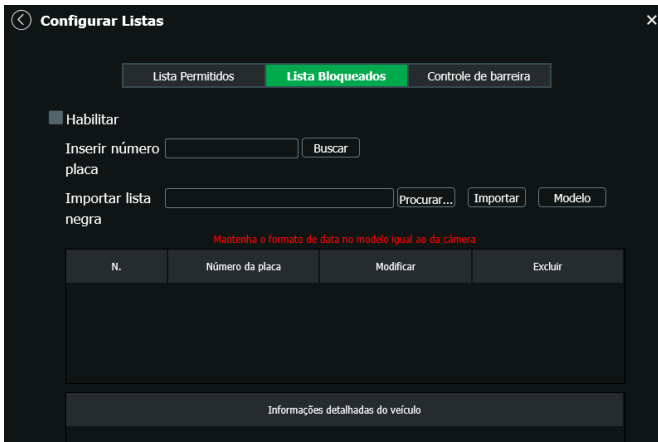 Configurar Listas
Lista Permitidos Lista Bloqueados Controle de barreira
Habilitar
Inserir número placa Buscar
Importar lista negra Procurar... Importar Modelo
Mantenha o formato de data no modelo igual ao da câmera
N. Número da placa Modificar Excluir
Informações detalhadas do veículo